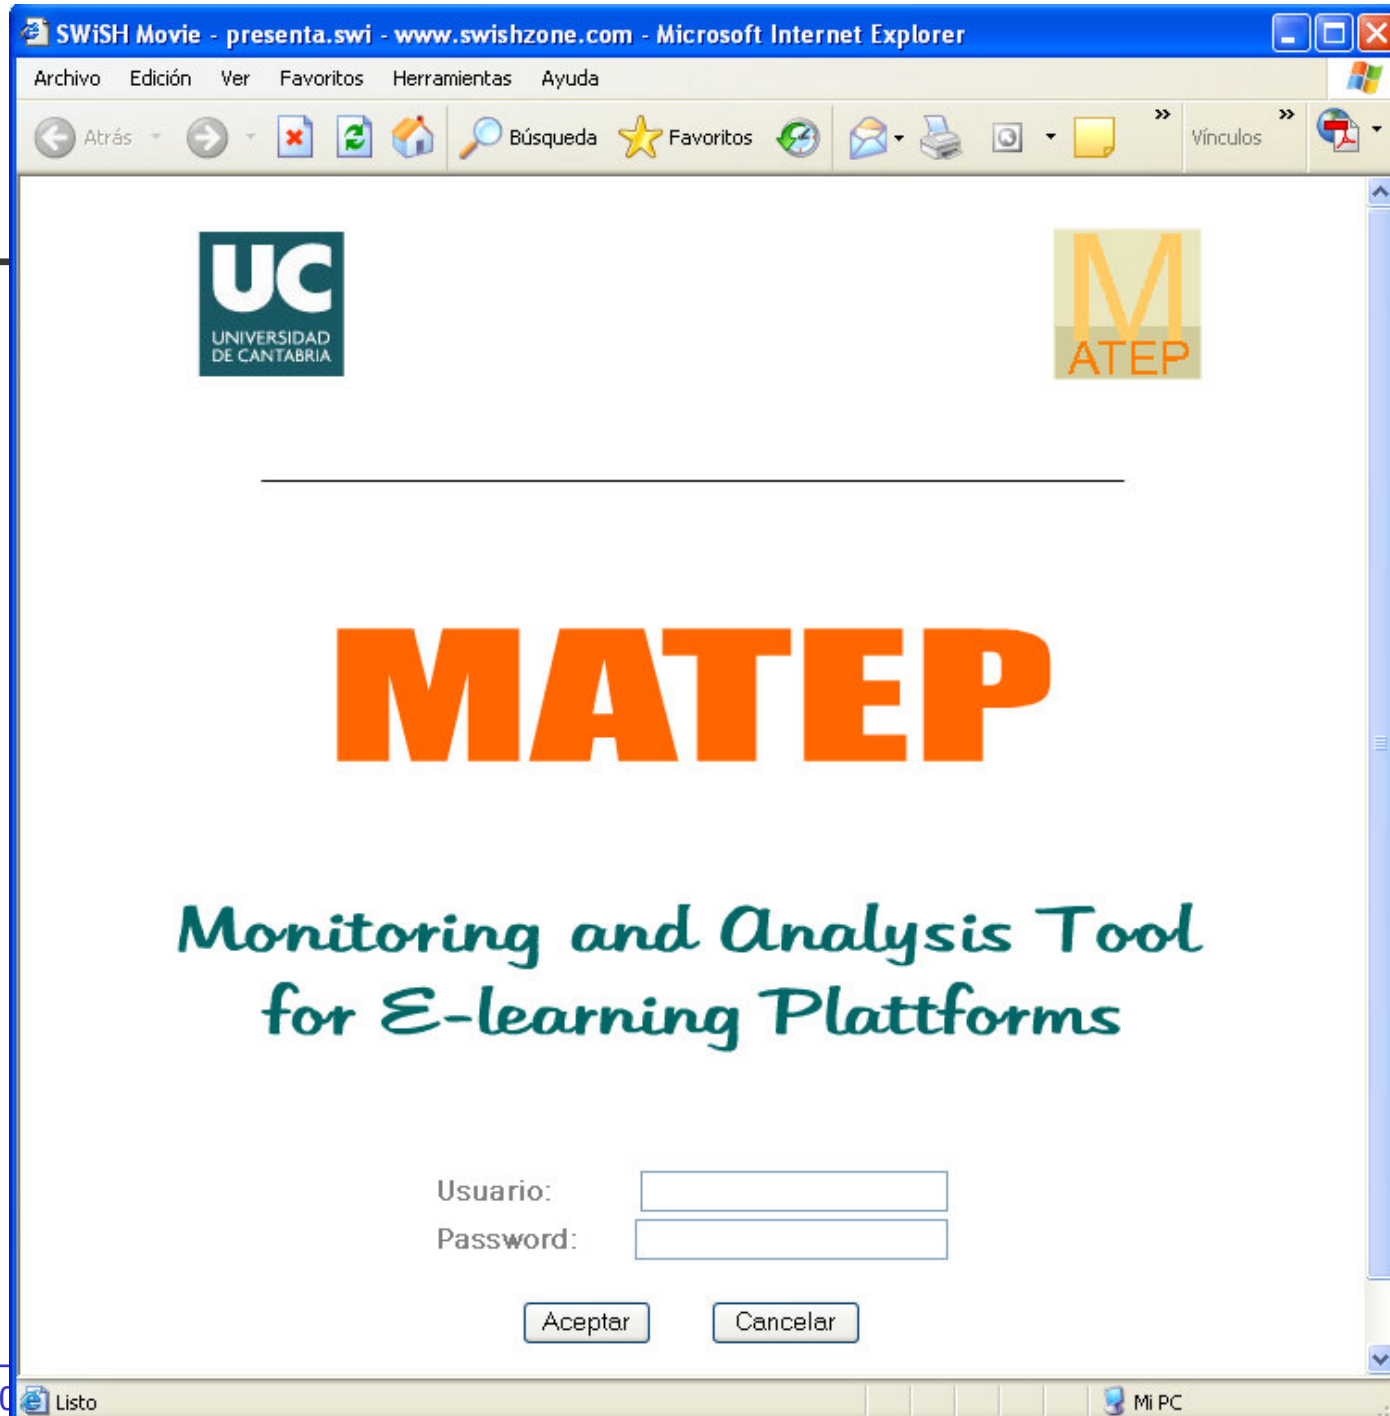 SWiSH Movie - presenta.swi - www.swishzone.com - Microsoft Internet Explorer
Archivo Edición Ver Favoritos Herramientas Ayuda
Atrás Búsqueda Favoritos » Vínculos »
UC
UNIVERSIDAD
DE CANTABRIA
M
ATEP
MATEP
Monitoring and Analysis Tool
for E-learning Plattforms
Usuario:
Password:
Aceptar Cancelar
Listo Mi PC